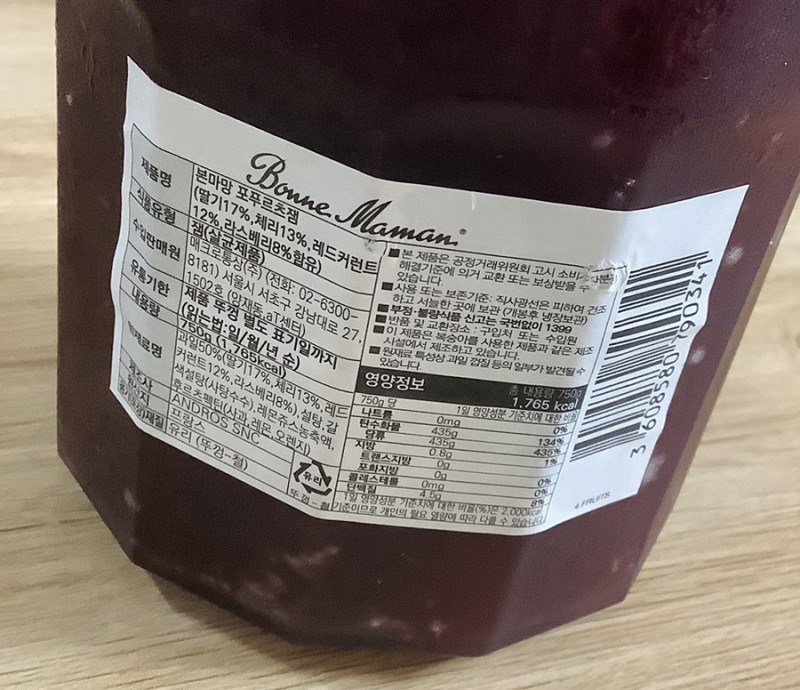 Bonne Maman®
제품명
본마망 포푸르츠잼
(딸기17%,체리13%,레드커런트
12%,라스베리8%함유)
식품유형
잼(살균제품)
수입판매원
매크로통상(주) (전화: 02-6300-
8181) 서울시 서초구 강남대로 27,
1502호 (양재동,aT센터)
유통기한
제품 뚜껑 별도 표기일까지
(읽는법:일/월/년 순)
내용량
750g (1,765kcal)
원재료명
과일50%(딸기17%,체리13%,레드
커런트12%,라스베리8%),설탕,갈
색설탕(사탕수수),레몬쥬스농축액,
후르츠펙틴(사과,레몬,오렌지)
ANDROS SNC
프랑스
재질
유리 (뚜껑-철)
유리
뚜껑-철
■본 제품은 공정거래위원회 고시 소비자분쟁
해결기준에 의거 교환 또는 보상받을 수
있습니다.
■사용 또는 보존기준: 직사광선은 피하여 건조
하고 서늘한 곳에 보관 (개봉후 냉장보관)
■부정·불량식품 신고는 국번없이 1399
■반품 및 교환장소: 구입처 또는 수입원
■이 제품은 복숭아를 사용한 제품과 같은 제조
시설에서 제조하고 있습니다.
■원재료 특성상 과일 껍질 등의 일부가 발견될 수
있습니다.
영양정보
총 내용량 750g
1,765 kcal
750g 당
1일 영양성분 기준치에 대한 비율
나트륨 0mg 0%
탄수화물 435g 134%
당류 435g 435%
지방 0.8g 1%
트랜스지방 0g
포화지방 0g 0%
콜레스테롤 0mg 0%
단백질 4.5g 8%
1일 영양성분 기준치에 대한 비율(%)은 2,000kcal
기준이므로 개인의 필요 열량에 따라 다를 수 있습니다.
3 608580 790341
4 FRUITS